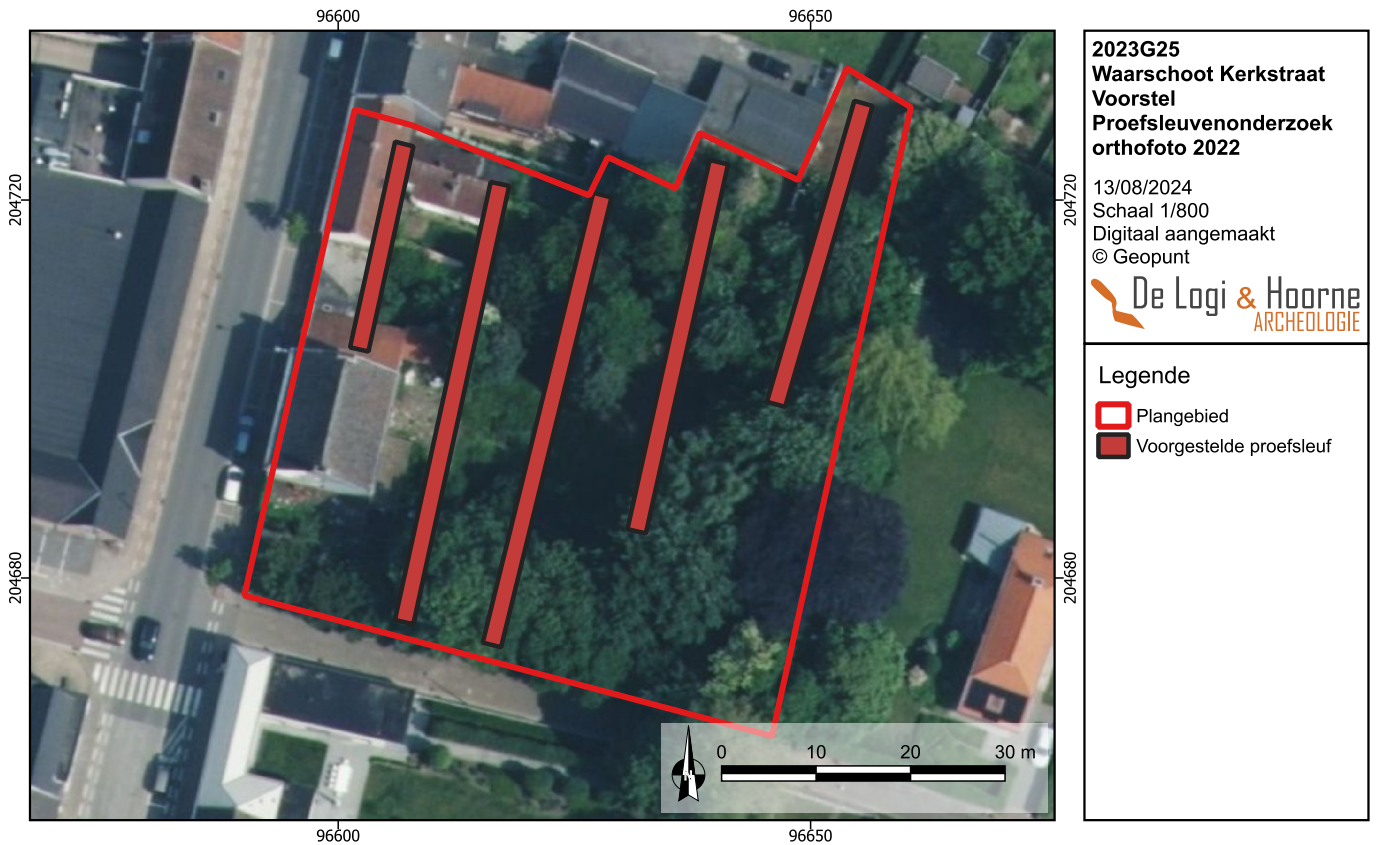 96600
96650
204720
204720
204680
204680
96600
96650
N
0 10 20 30 m
2023G25
Waarschoot Kerkstraat
Voorstel
Proefsleuvenonderzoek
orthofoto 2022
13/08/2024
Schaal 1/800
Digitaal aangemaakt
© Geopunt
De Logi & Hoorne
ARCHEOLOGIE
Legende
Plangebied
Voorgestelde proefsleuf